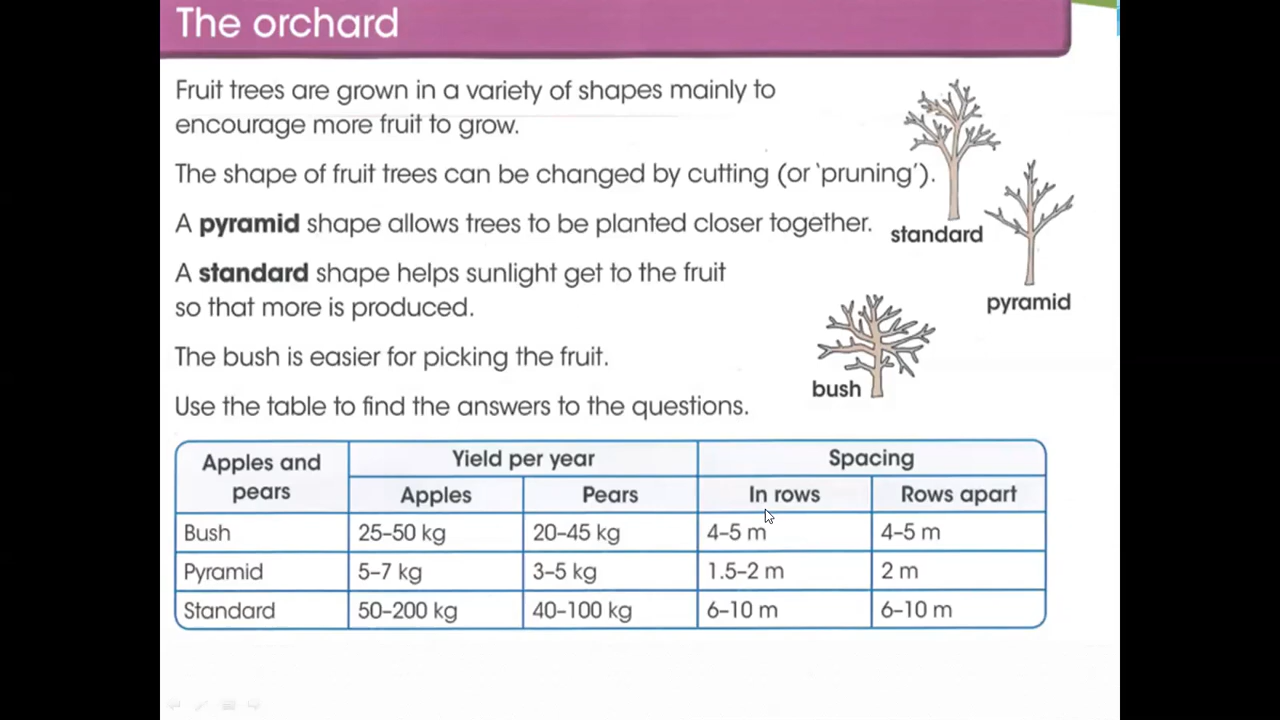 The orchard
Fruit trees are grown in a variety of shapes mainly to
encourage more fruit to grow.
The shape of fruit trees can be changed by cutting (or ‘pruning’).
A pyramid shape allows trees to be planted closer together.
standard
A standard shape helps sunlight get to the fruit
so that more is produced.
pyramid
The bush is easier for picking the fruit.
bush
Use the table to find the answers to the questions.
Apples and pears Yield per year Spacing
Apples Pears In rows Rows apart
Bush 25–50 kg 20–45 kg 4–5 m 4–5 m
Pyramid 5–7 kg 3–5 kg 1.5–2 m 2 m
Standard 50–200 kg 40–100 kg 6–10 m 6–10 m